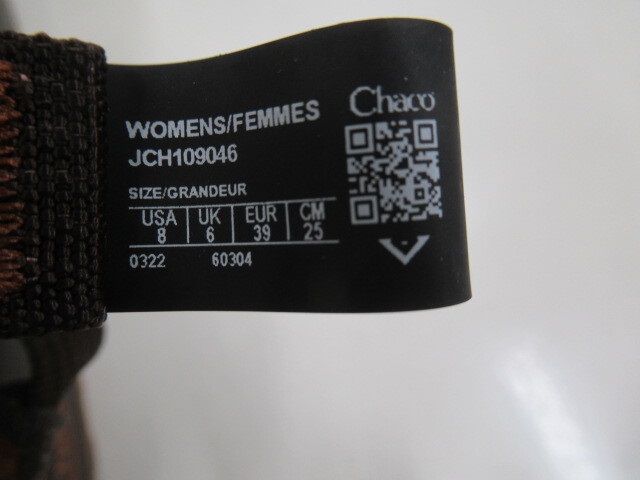 Chaco
WOMENS/FEMMES
JCH109046
SIZE/GRANDEUR
USA UK EUR CM
8 6 39 25
0322 60304